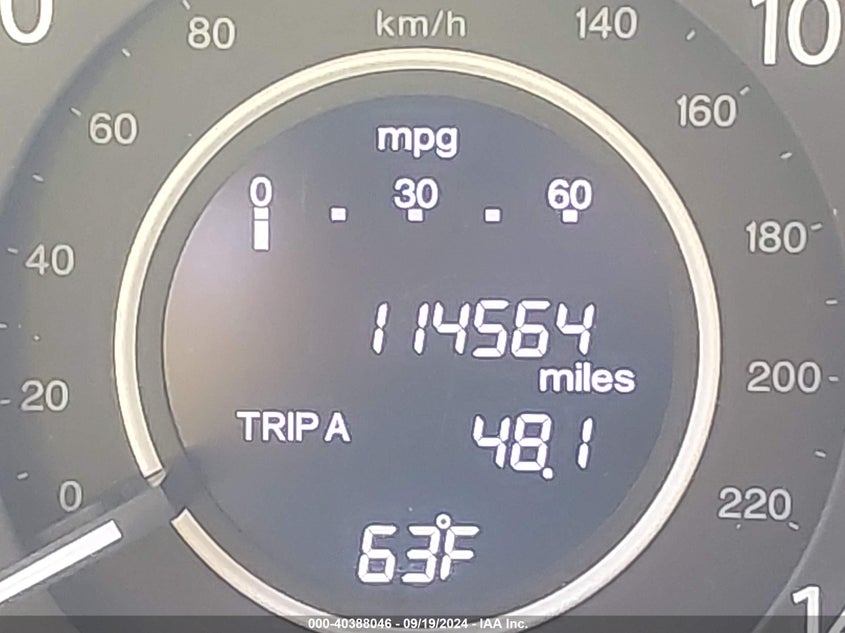 80 km/h 140
60 160
mpg
0 30 60
40 180
114564
miles
20 200
TRIP A 48.1
0 220
63°F
000-40388046 - 09/19/2024 - IAA Inc.